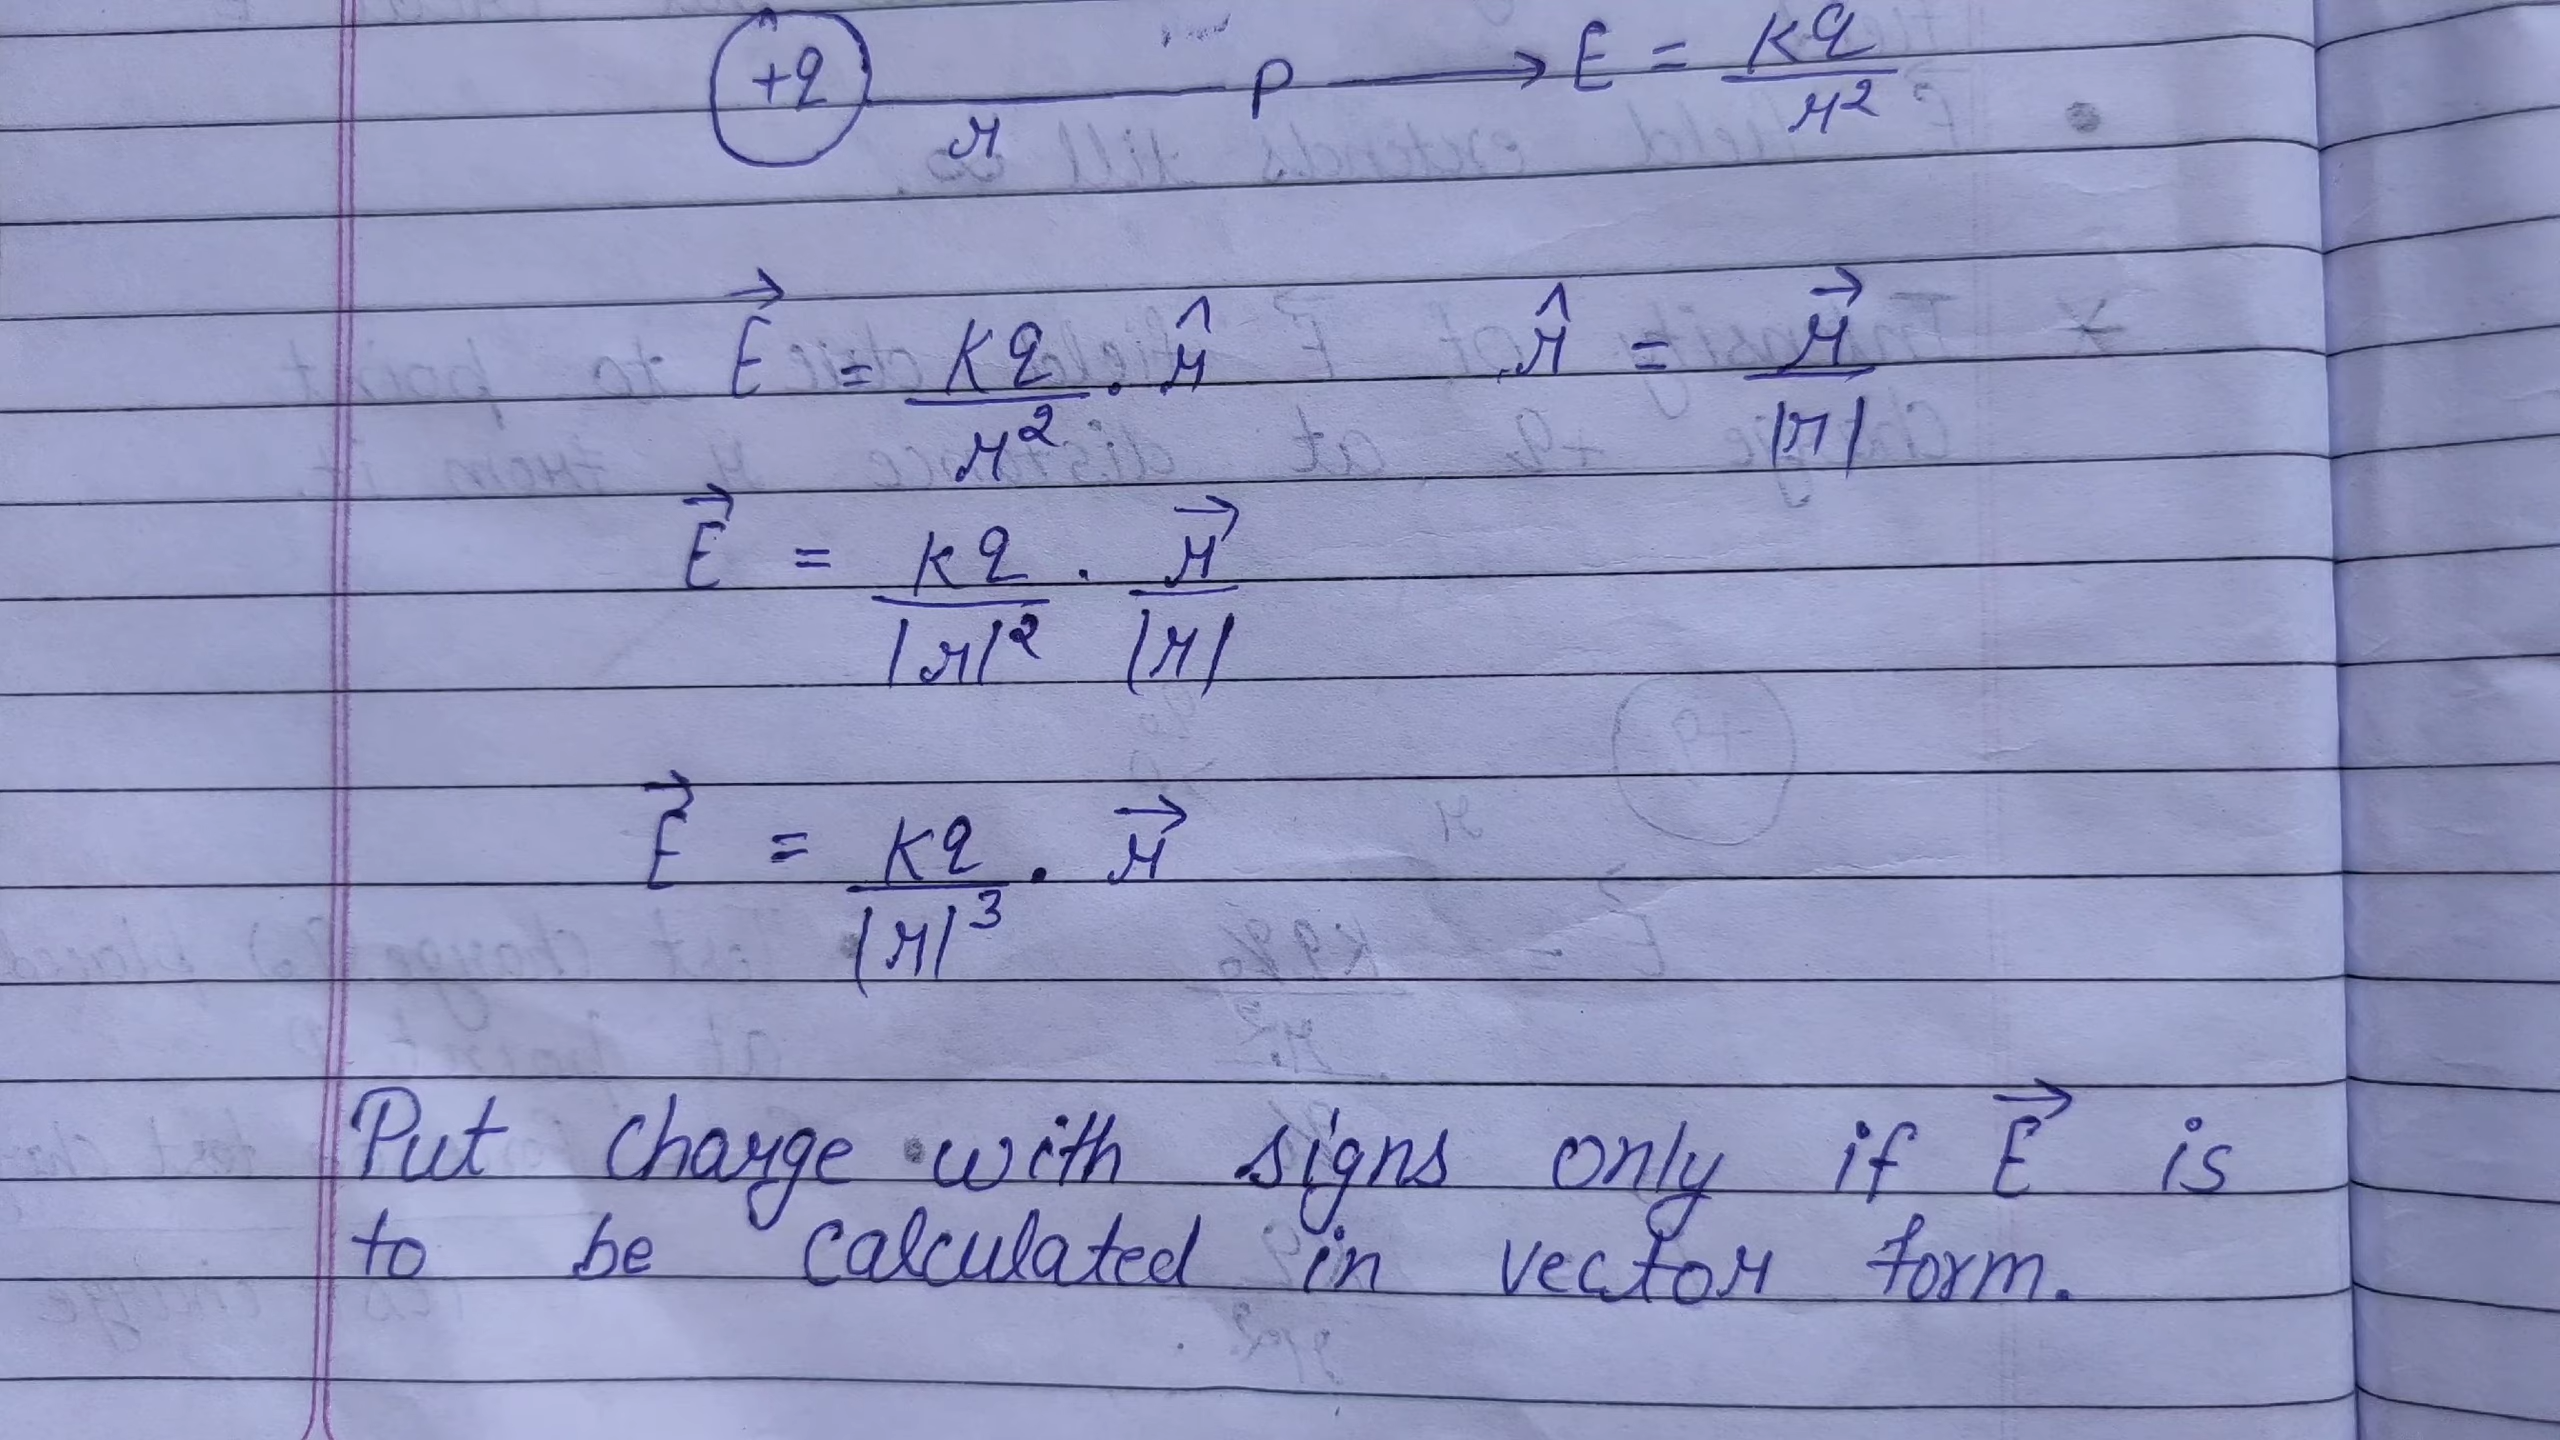 +q r P → E = Kq/r²
E⃗ = Kq/r² . r̂ r̂ = r⃗/|r|
E⃗ = Kq/|r|² . r⃗/|r|
E⃗ = Kq/|r|³ . r⃗
Put charge with signs only if E⃗ is
to be calculated in vector form.